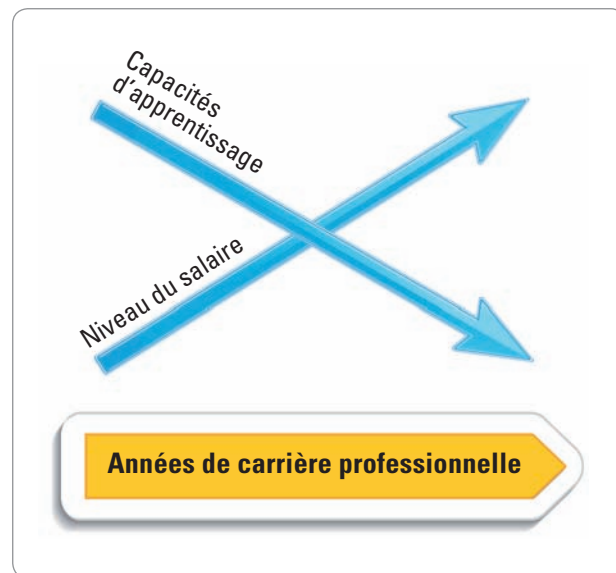 Capacités
d’apprentissage
Niveau du salaire
Années de carrière professionnelle